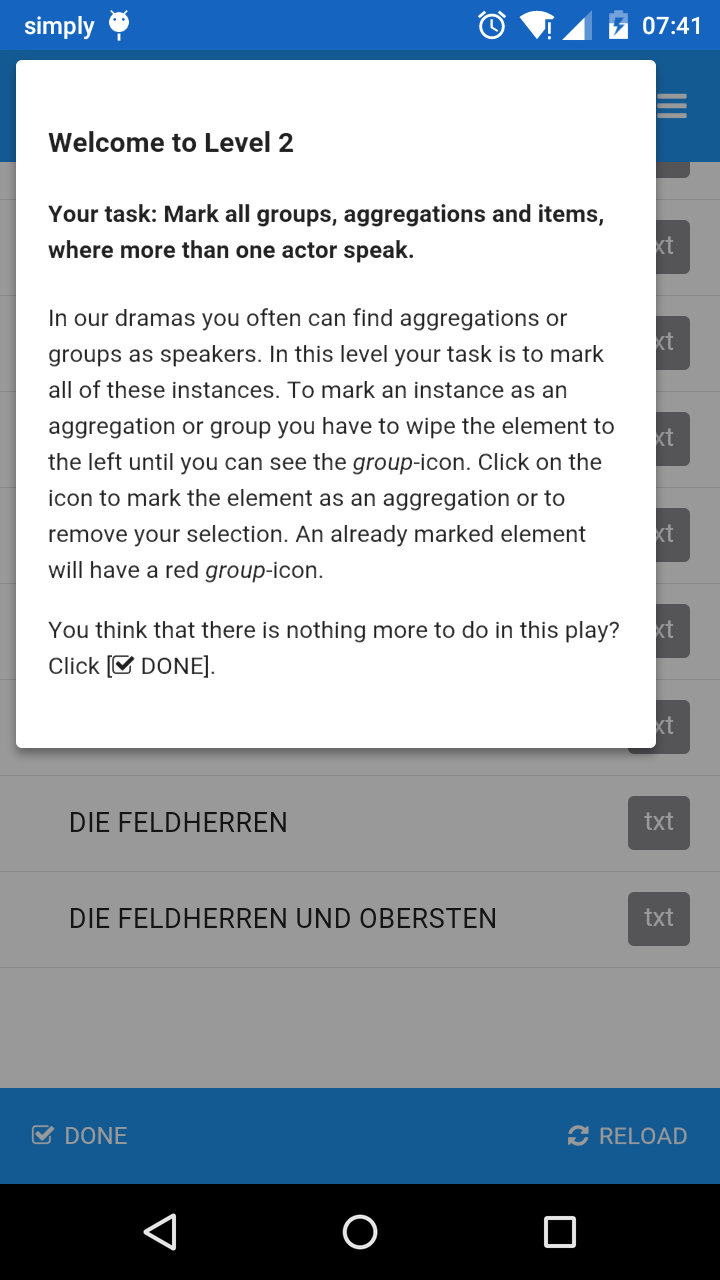 simply 07:41
Welcome to Level 2
Your task: Mark all groups, aggregations and items,
where more than one actor speak.
In our dramas you often can find aggregations or
groups as speakers. In this level your task is to mark
all of these instances. To mark an instance as an
aggregation or group you have to wipe the element to
the left until you can see the group-icon. Click on the
icon to mark the element as an aggregation or to
remove your selection. An already marked element
will have a red group-icon.
You think that there is nothing more to do in this play?
Click [☑ DONE].
xt
xt
xt
xt
xt
xt
DIE FELDHERREN txt
DIE FELDHERREN UND OBERSTEN txt
DONE RELOAD